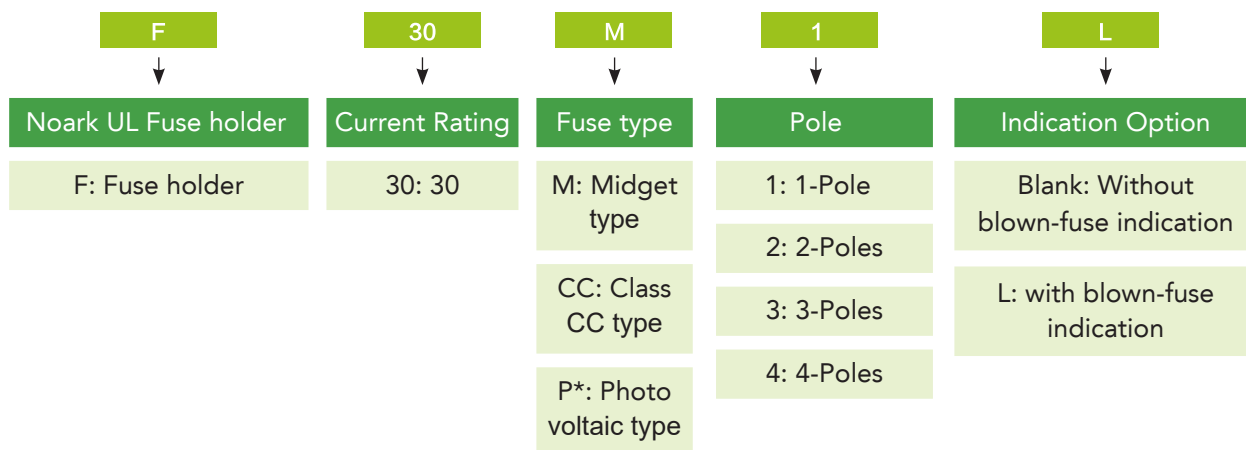 F
30
M
1
L
Noark UL Fuse holder
Current Rating
Fuse type
Pole
Indication Option
F: Fuse holder
30: 30
M: Midget
type
CC: Class
CC type
P*: Photo
voltaic type
1: 1-Pole
2: 2-Poles
3: 3-Poles
4: 4-Poles
Blank: Without
blown-fuse indication
L: with blown-fuse
indication